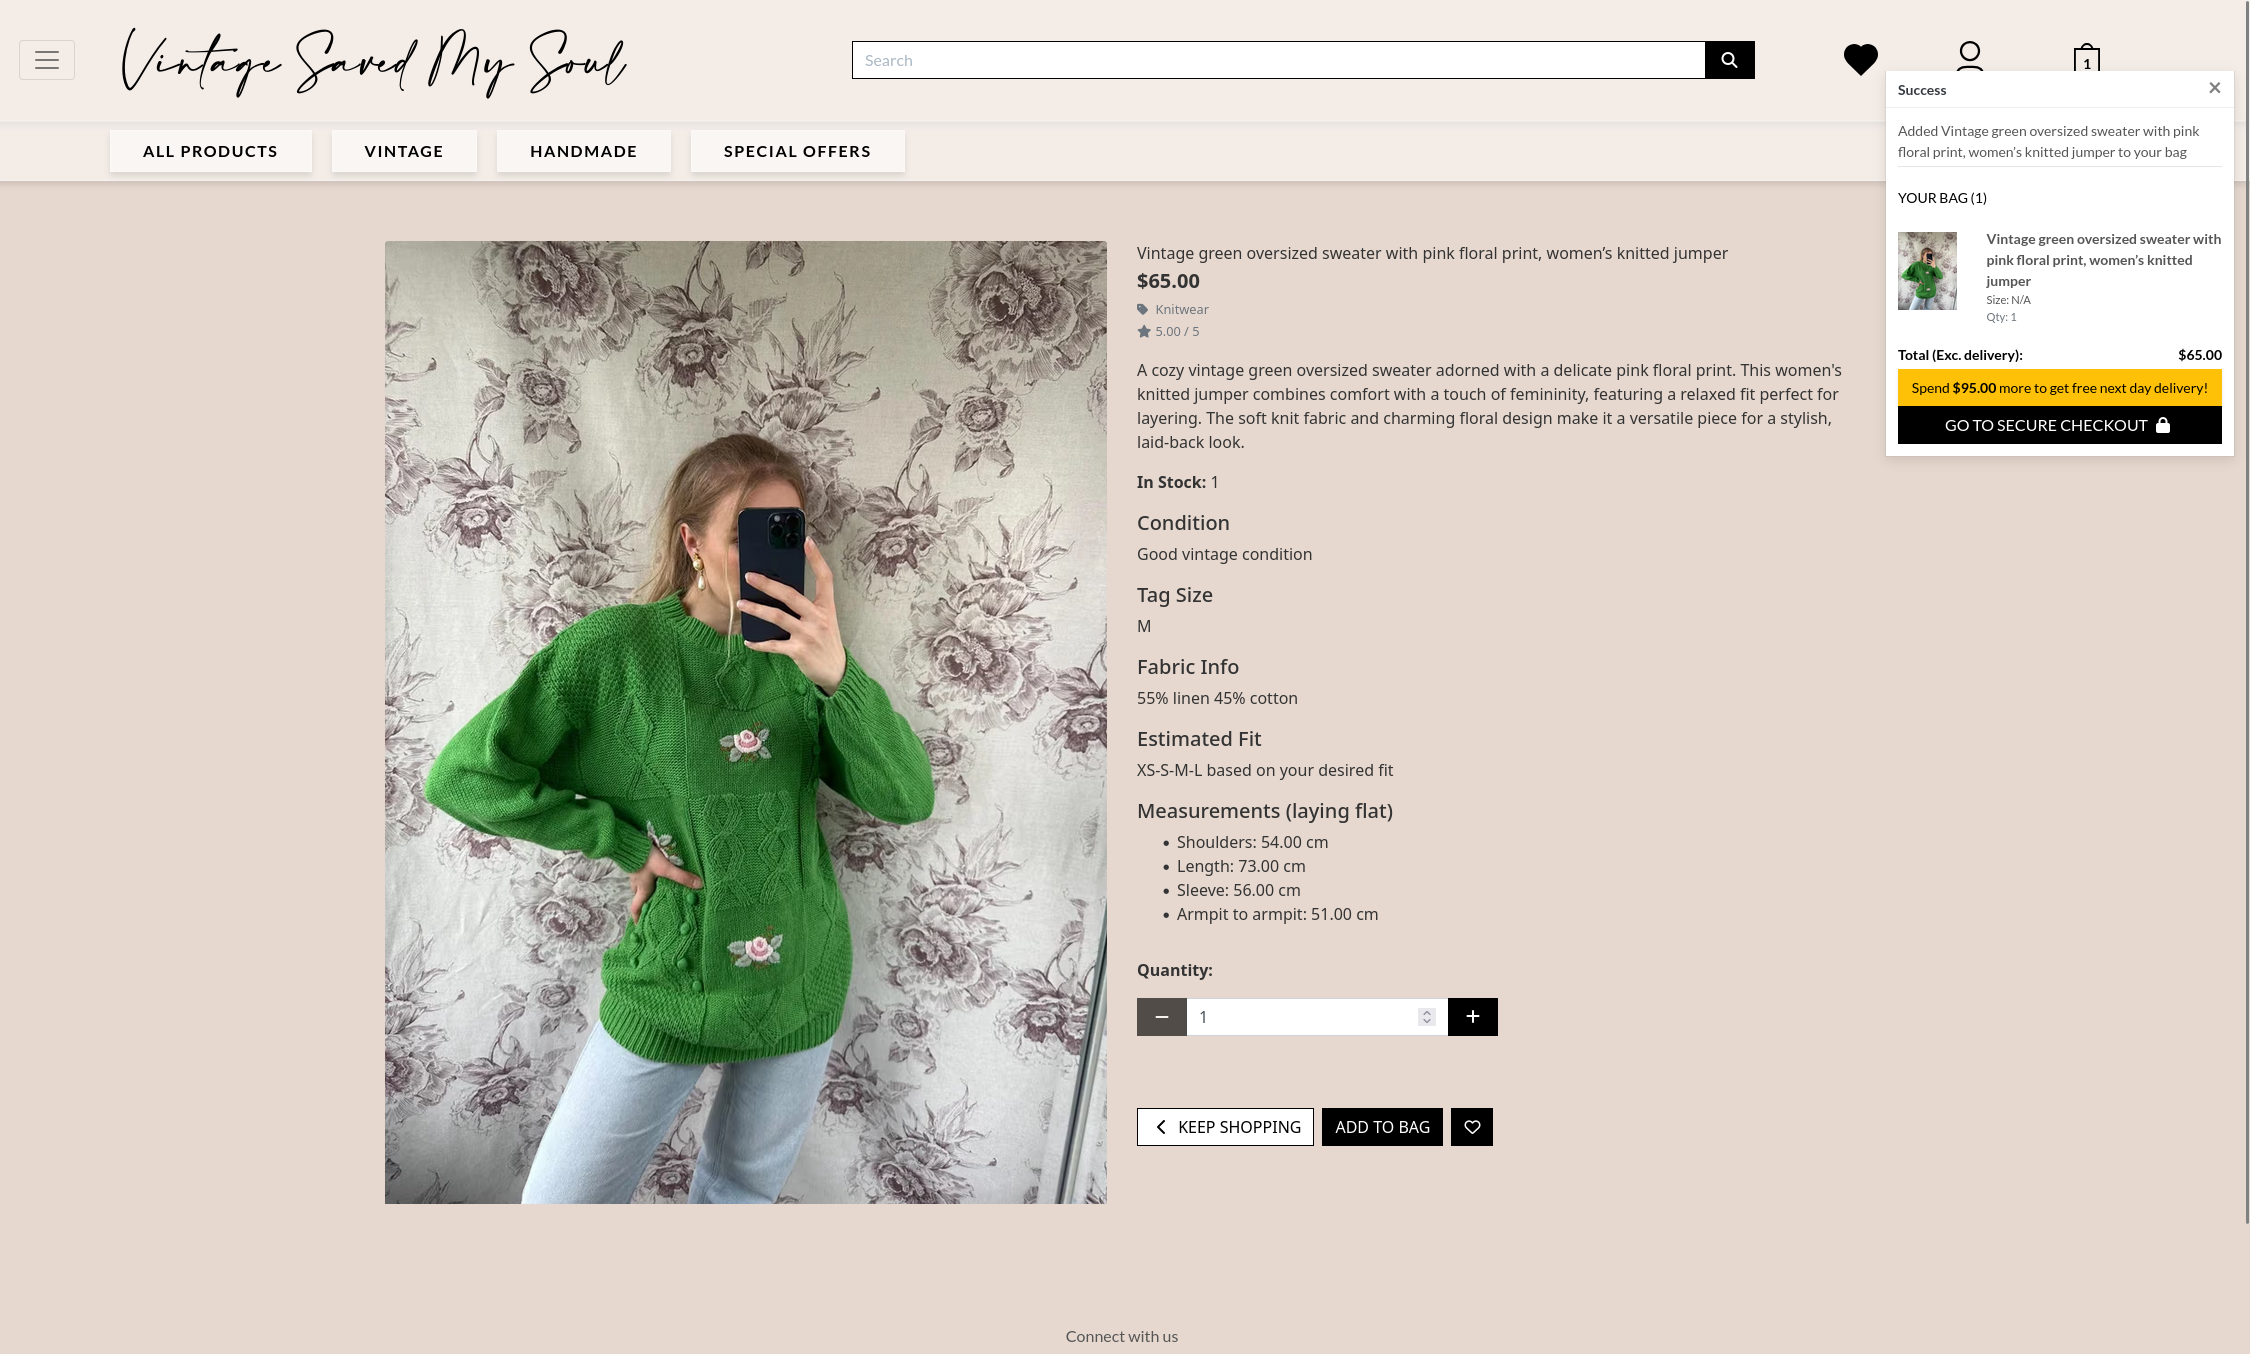 Vintage Saved My Soul
Search
1
ALL PRODUCTS
VINTAGE
HANDMADE
SPECIAL OFFERS
Success
×
Added Vintage green oversized sweater with pink
floral print, women's knitted jumper to your bag
YOUR BAG (1)
Vintage green oversized sweater with
pink floral print, women's knitted
jumper
Size: N/A
Qty: 1
Total (Exc. delivery): $65.00
Spend $95.00 more to get free next day delivery!
GO TO SECURE CHECKOUT
Vintage green oversized sweater with pink floral print, women’s knitted jumper
$65.00
Knitwear
5.00 / 5
A cozy vintage green oversized sweater adorned with a delicate pink floral print. This women's
knitted jumper combines comfort with a touch of femininity, featuring a relaxed fit perfect for
layering. The soft knit fabric and charming floral design make it a versatile piece for a stylish,
laid-back look.
In Stock: 1
Condition
Good vintage condition
Tag Size
M
Fabric Info
55% linen 45% cotton
Estimated Fit
XS-S-M-L based on your desired fit
Measurements (laying flat)
• Shoulders: 54.00 cm
• Length: 73.00 cm
• Sleeve: 56.00 cm
• Armpit to armpit: 51.00 cm
Quantity:
− 1 +
KEEP SHOPPING
ADD TO BAG
Connect with us